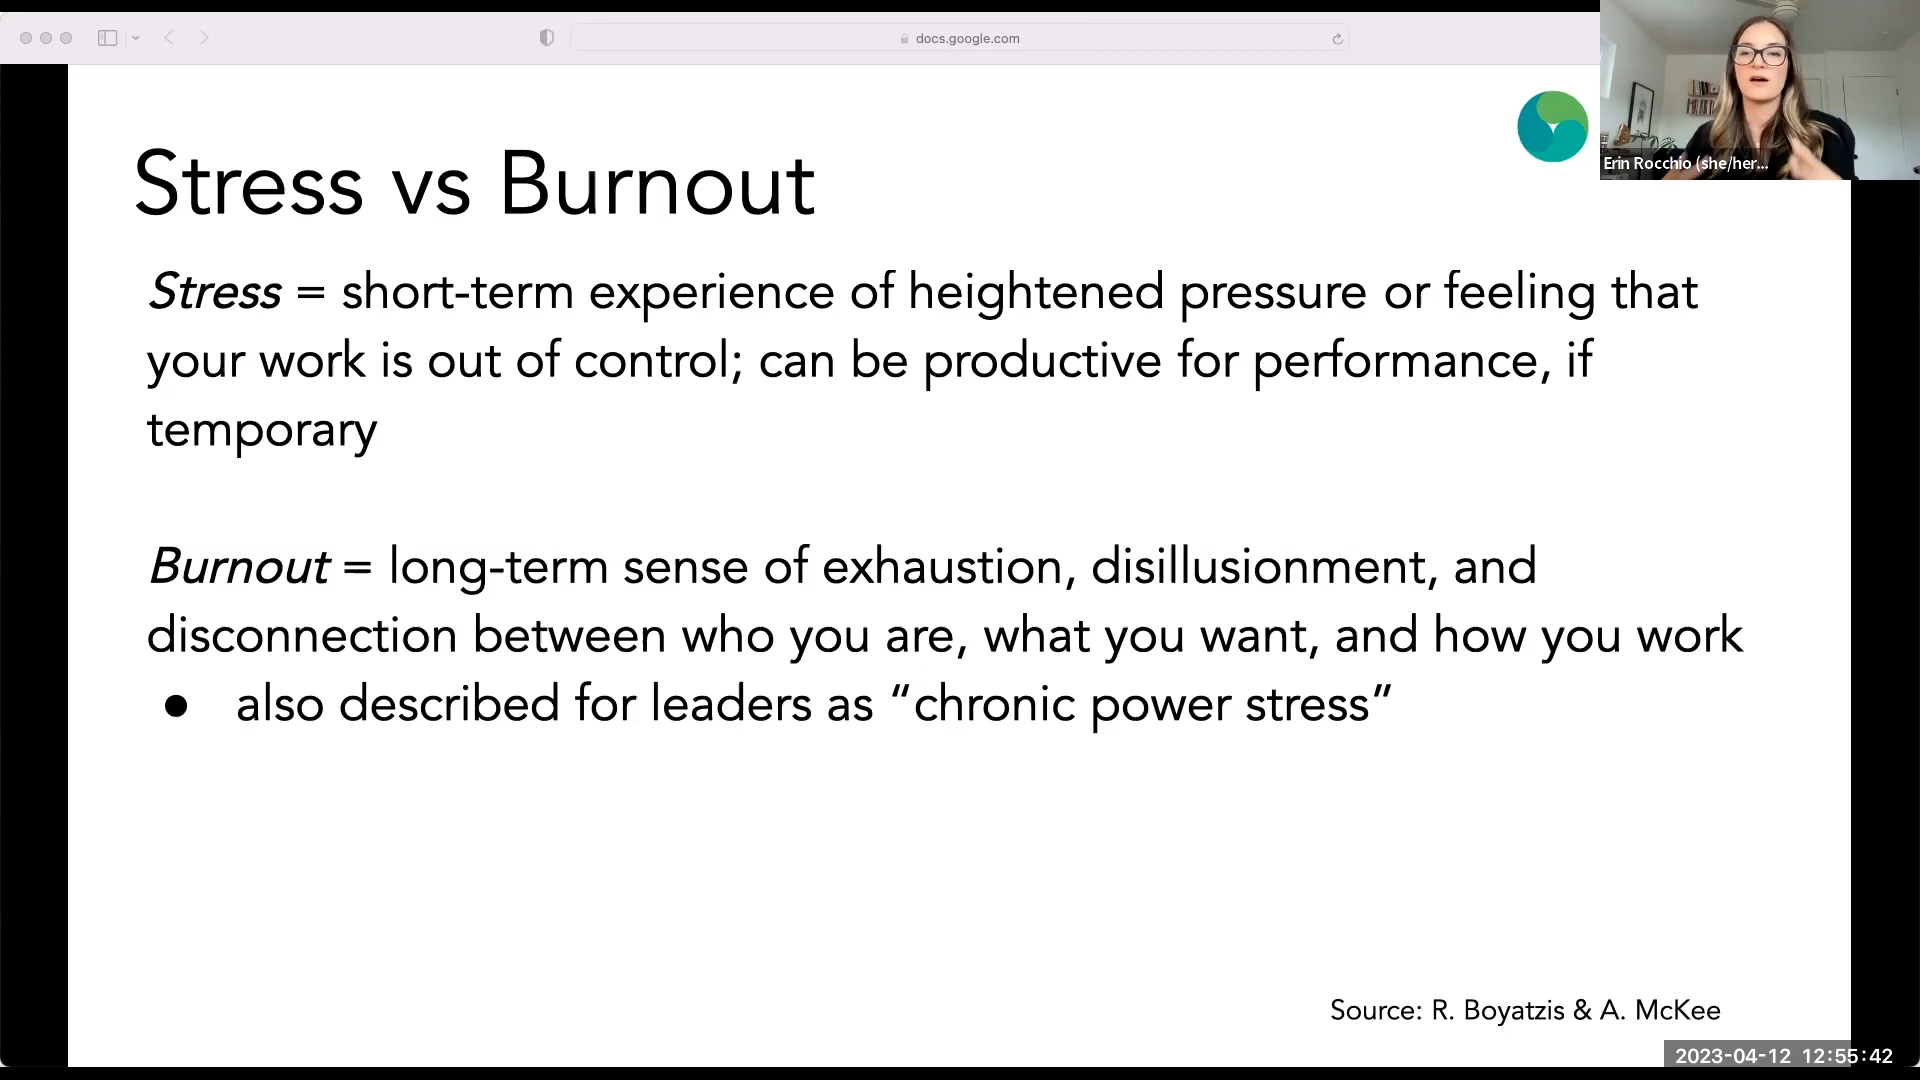 docs.google.com
Erin Rocchio (she/her...
Stress vs Burnout
Stress = short-term experience of heightened pressure or feeling that
your work is out of control; can be productive for performance, if
temporary
Burnout = long-term sense of exhaustion, disillusionment, and
disconnection between who you are, what you want, and how you work
● also described for leaders as “chronic power stress”
Source: R. Boyatzis & A. McKee
2023-04-12 12:55:42